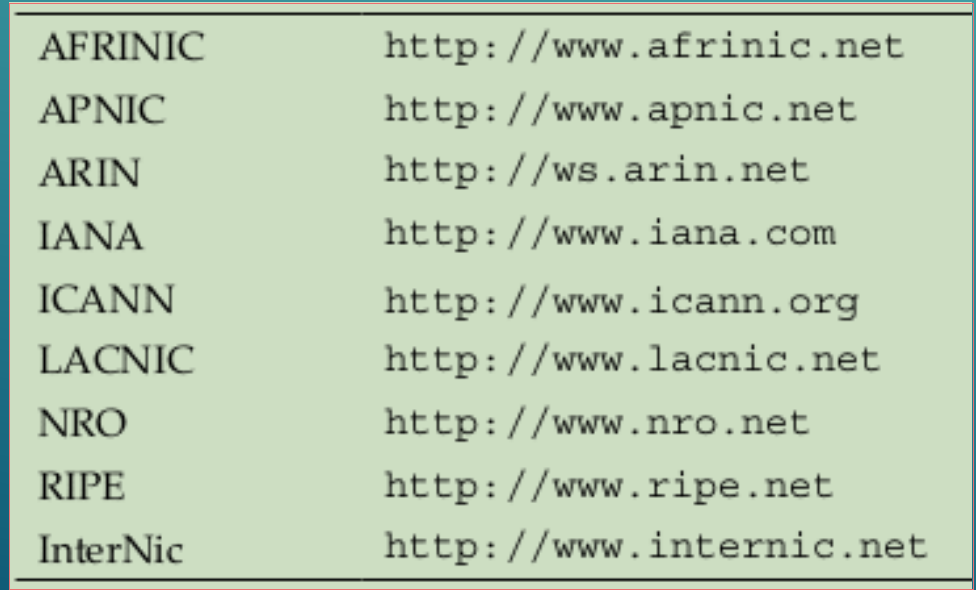 AFRINIC http://www.afrinic.net
APNIC http://www.apnic.net
ARIN http://ws.arin.net
IANA http://www.iana.com
ICANN http://www.icann.org
LACNIC http://www.lacnic.net
NRO http://www.nro.net
RIPE http://www.ripe.net
InterNic http://www.internic.net